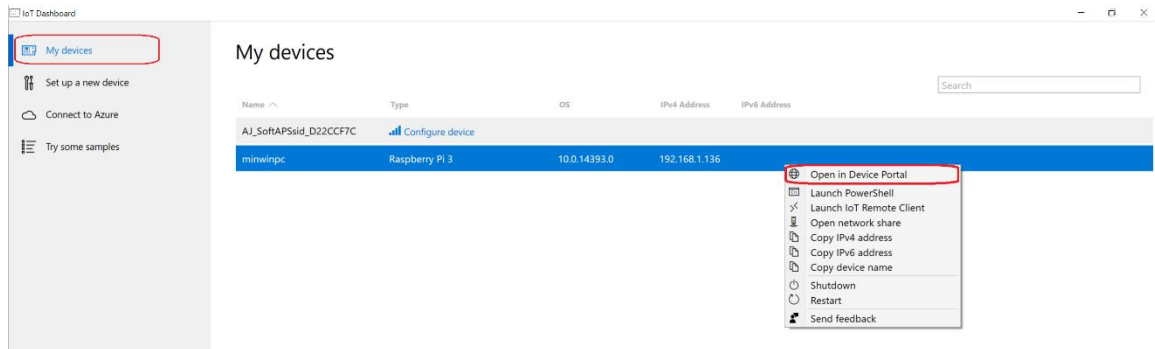 IoT Dashboard
My devices
Set up a new device
Connect to Azure
Try some samples
My devices
Search
Name Type OS IPv4 Address IPv6 Address
AJ_SoftAPSsid_D22CCF7C Configure device
minwinpc Raspberry Pi 3 10.0.14393.0 192.168.1.136
Open in Device Portal
Launch PowerShell
Launch IoT Remote Client
Open network share
Copy IPv4 address
Copy IPv6 address
Copy device name
Shutdown
Restart
Send feedback